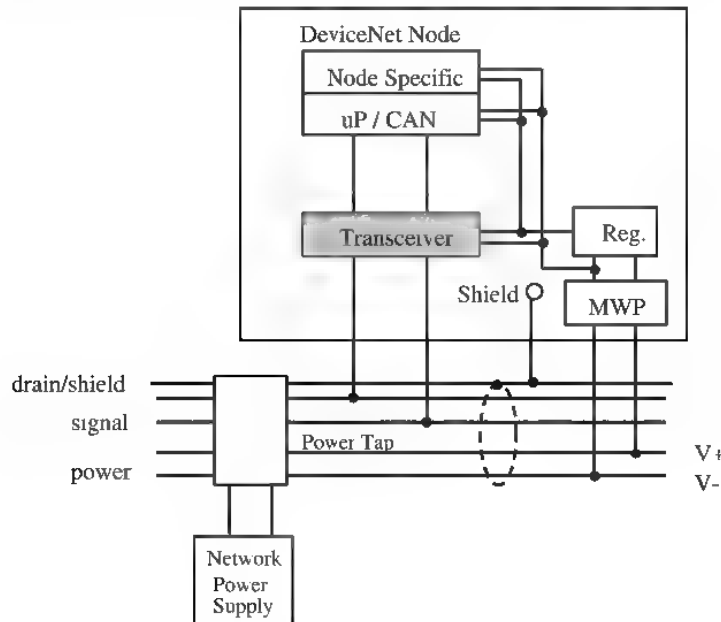 DeviceNet Node
Node Specific
uP / CAN
Transceiver
Reg.
Shield
MWP
drain/shield
signal
Power Tap
V+
power
V-
Network
Power
Supply